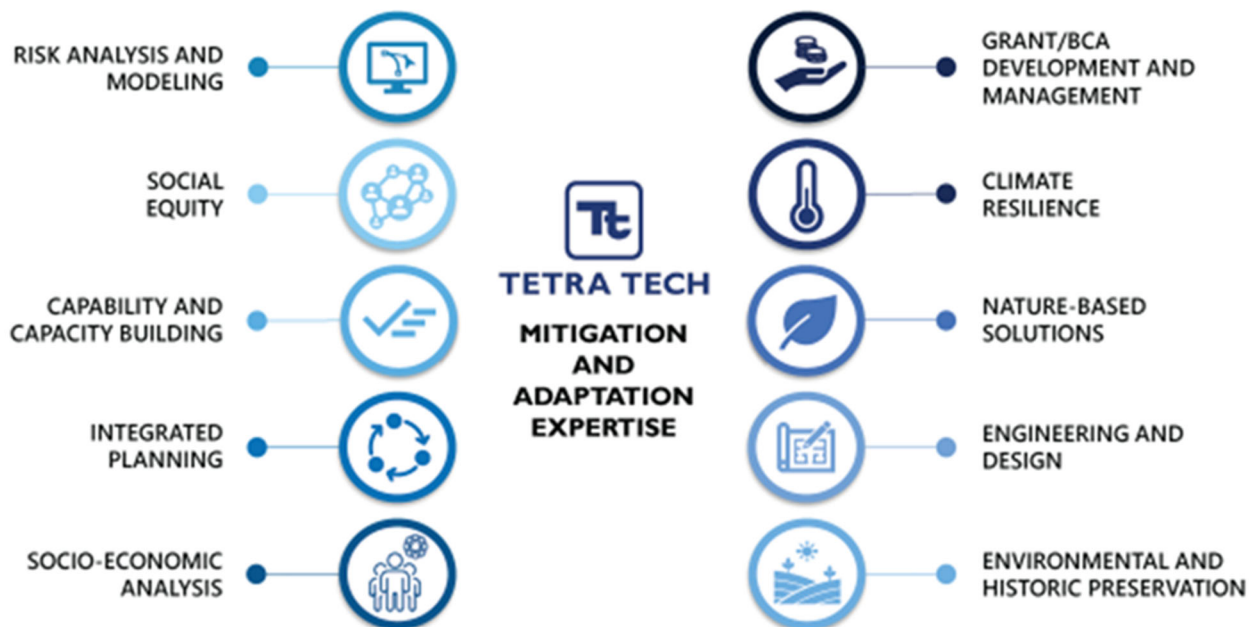 RISK ANALYSIS AND
MODELING
SOCIAL
EQUITY
CAPABILITY AND
CAPACITY BUILDING
INTEGRATED
PLANNING
SOCIO-ECONOMIC
ANALYSIS
Tt
TETRA TECH
MITIGATION
AND
ADAPTATION
EXPERTISE
GRANT/BCA
DEVELOPMENT AND
MANAGEMENT
CLIMATE
RESILIENCE
NATURE-BASED
SOLUTIONS
ENGINEERING AND
DESIGN
ENVIRONMENTAL AND
HISTORIC PRESERVATION